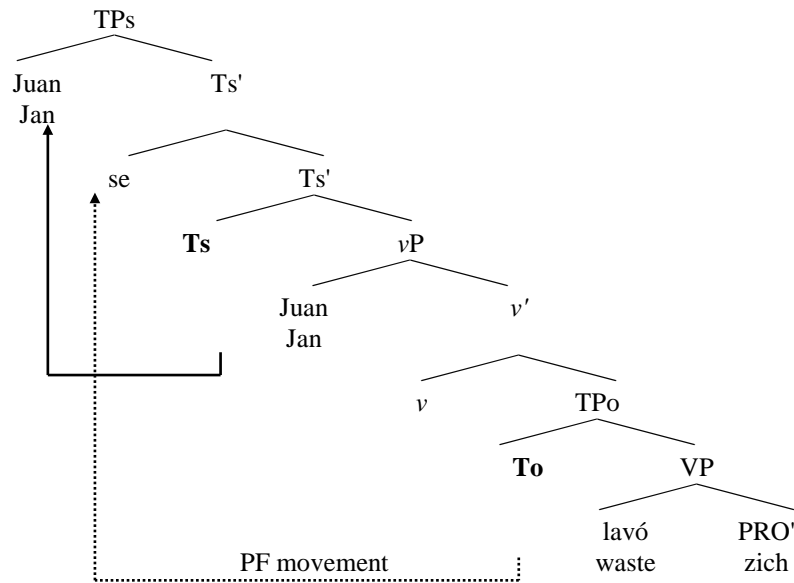 TPs
Juan Ts'
Jan
se Ts'
Ts vP
Juan v'
Jan
v TPo
To VP
lavó PRO'
PF movement waste zich